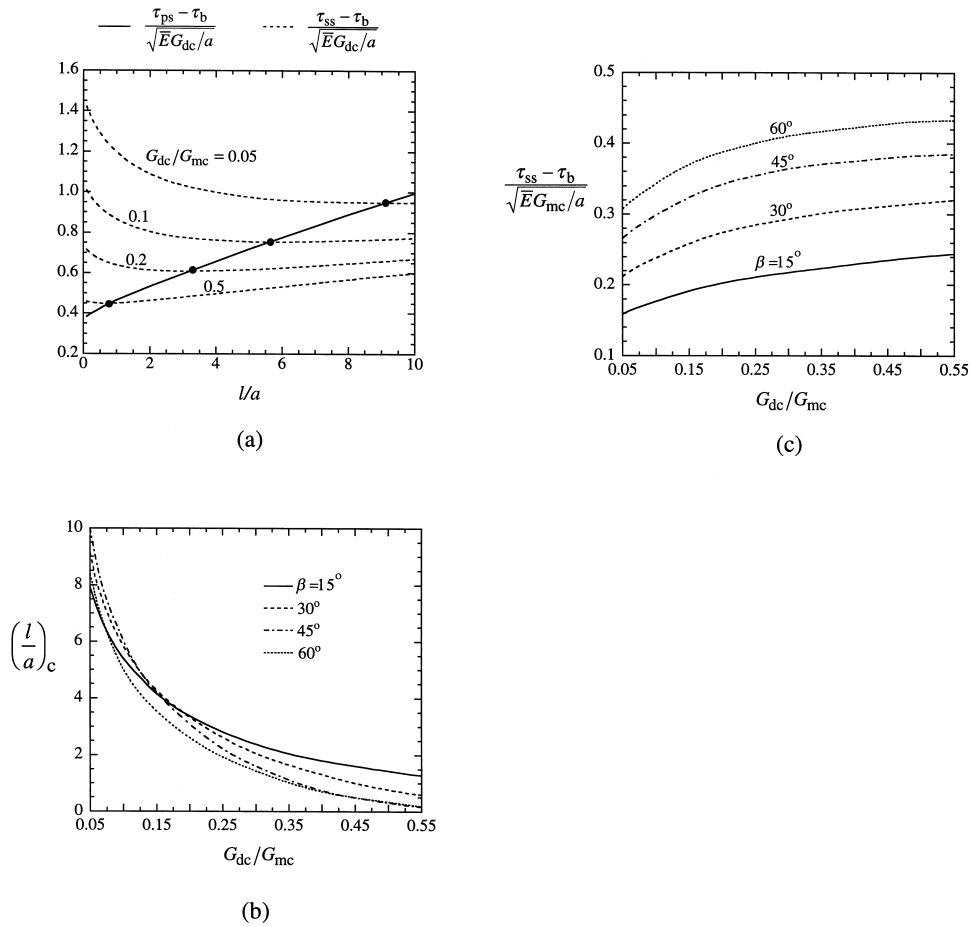 τps − τb / √ĒGdc/a   τss − τb / √ĒGdc/a
1.6
1.4
1.2
1.0
0.8
0.6
0.4
0.2
Gdc/Gmc = 0.05
0.1
0.2
0.5
0 2 4 6 8 10
l/a
(a)
τss − τb / √ĒGmc/a
0.5
0.4
0.3
0.2
0.1
60°
45°
30°
β=15°
0.05 0.15 0.25 0.35 0.45 0.55
Gdc/Gmc
(c)
(l/a)c
10
8
6
4
2
0
β=15°
30°
45°
60°
0.05 0.15 0.25 0.35 0.45 0.55
Gdc/Gmc
(b)